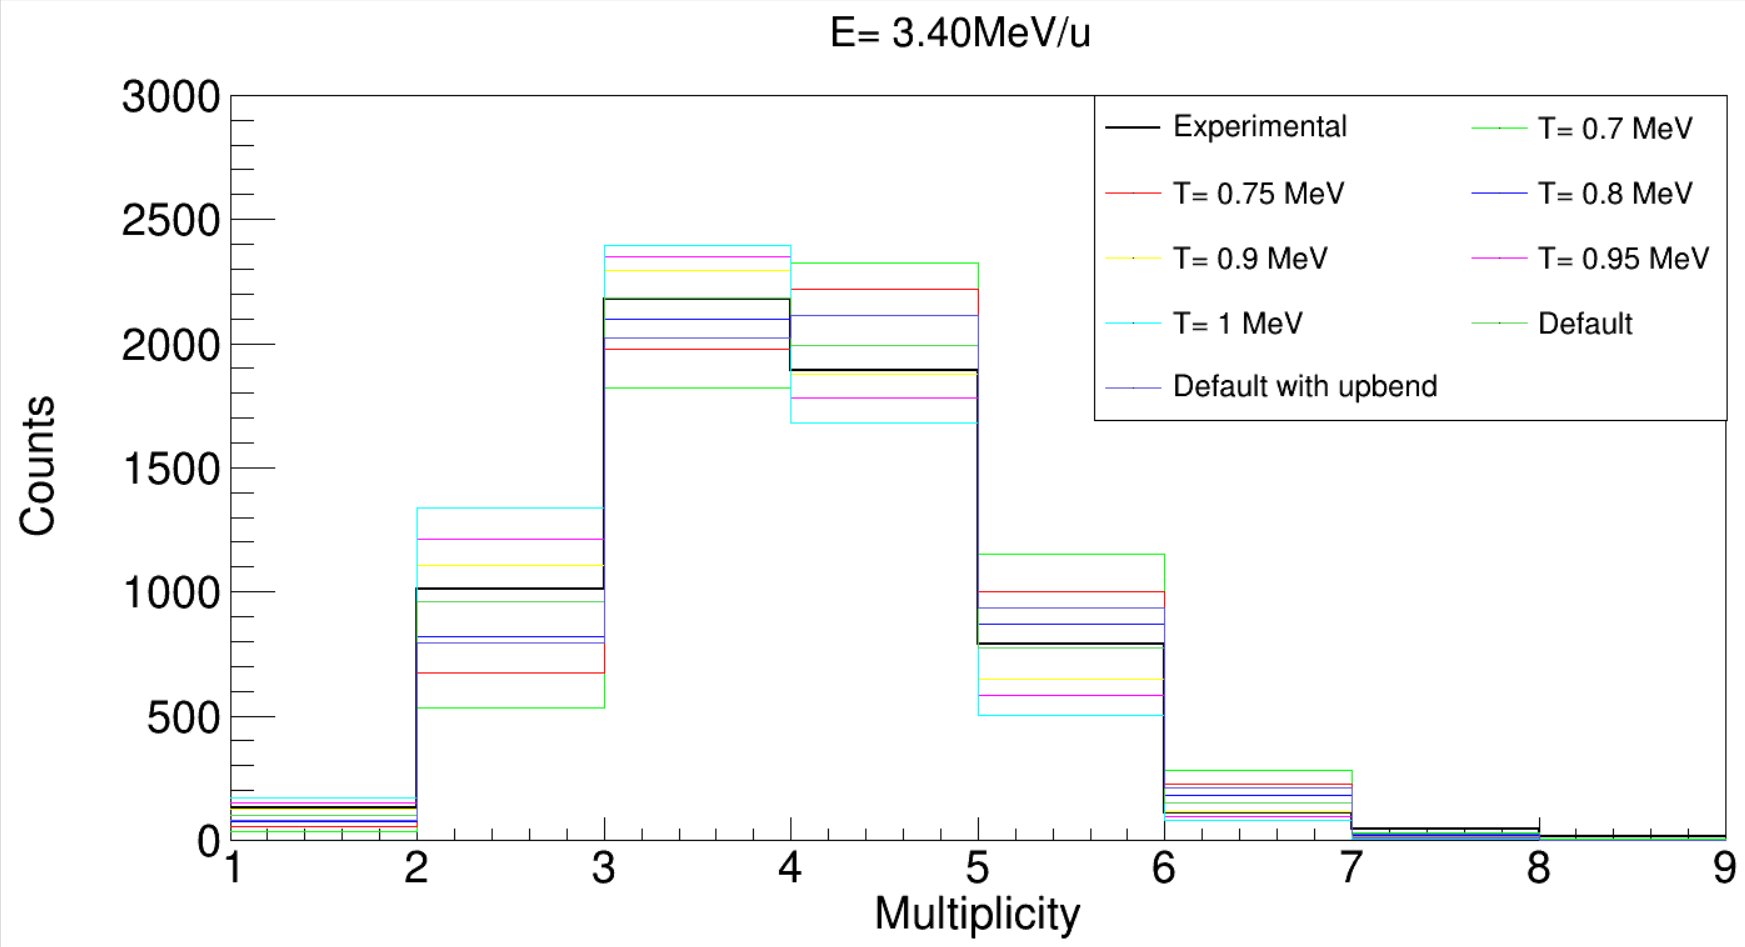 E= 3.40MeV/u
3000
2500
2000
1500
1000
500
0
Counts
Experimental
T= 0.7 MeV
T= 0.75 MeV
T= 0.8 MeV
T= 0.9 MeV
T= 0.95 MeV
T= 1 MeV
Default
Default with upbend
1 2 3 4 5 6 7 8 9
Multiplicity